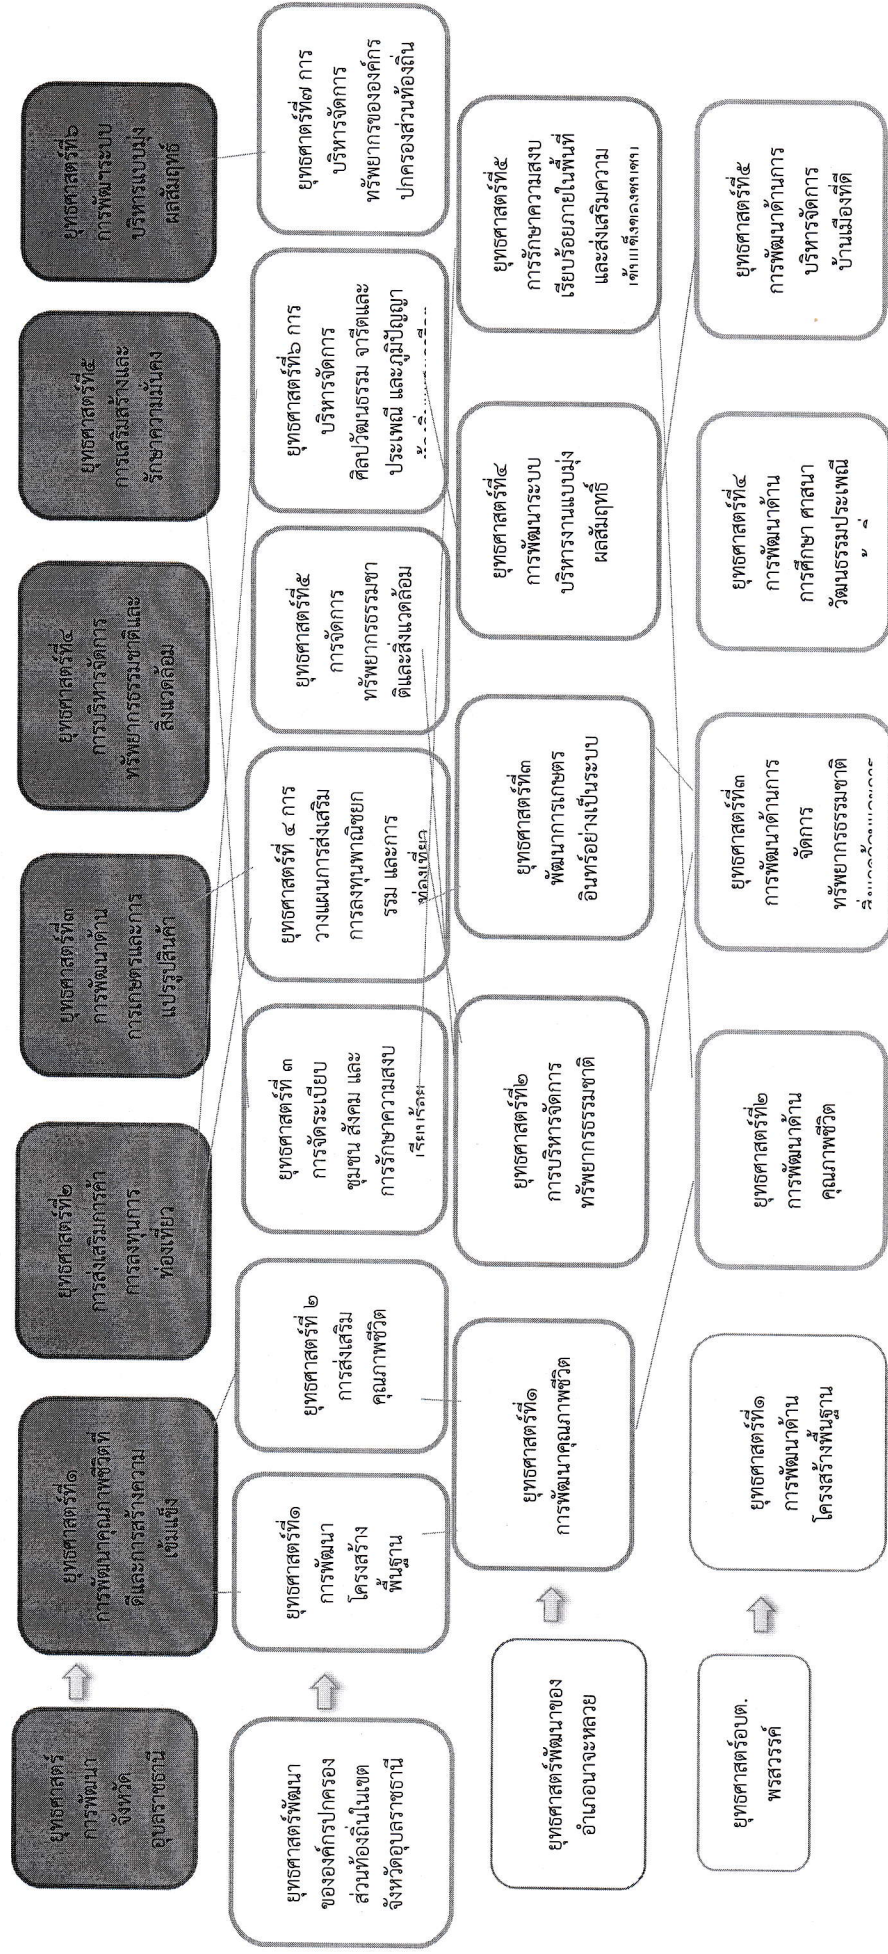 ยุทธศาสตร์
การพัฒนา
จังหวัด
อุบลราชธานี
ยุทธศาสตร์ที่๑
การพัฒนาคุณภาพชีวิตที่
ดีและการสร้างความ
เข้มแข็ง
ยุทธศาสตร์ที่๒
การส่งเสริมการค้า
การลงทุนการ
ท่องเที่ยว
ยุทธศาสตร์ที่๓
การพัฒนาด้าน
การเกษตรและการ
แปรรูปสินค้า
ยุทธศาสตร์ที่๔
การบริหารจัดการ
ทรัพยากรธรรมชาติและ
สิ่งแวดล้อม
ยุทธศาสตร์ที่๕
การเสริมสร้างและ
รักษาความมั่นคง
ยุทธศาสตร์ที่๖
การพัฒฯระบบ
บริหารแบบมุ่ง
ผลสัมฤทธิ์
ยุทธศาสตร์พัฒนา
ขององค์กรปกครอง
ส่วนท้องถิ่นในเขต
จังหวัดอุบลราชธานี
ยุทธศาสตร์ที่๑
การพัฒนา
โครงสร้าง
พื้นฐาน
ยุทธศาสตร์ที่ ๒
การส่งเสริม
คุณภาพชีวิต
ยุทธศาสตร์ที่ ๓
การจัดระเบียบ
ชุมชน สังคม และ
การรักษาความสงบ
เรียบร้อย
ยุทธศาสตร์ที่ ๔ การ
วางแผนการส่งเสริม
การลงทุนพาณิชยก
รรม และการ
ท่องเที่ยว
ยุทธศาสตร์ที่๕
การจัดการ
ทรัพยากรธรรมชา
ติและสิ่งแวดล้อม
ยุทธศาสตร์ที่๖ การ
บริหารจัดการ
ศิลปวัฒนธรรม จารีตและ
ประเพณี และภูมิปัญญา
ยุทธศาตร์ที่๗ การ
บริหารจัดการ
ทรัพยากรขององค์กร
ปกครองส่วนท้องถิ่น
ยุทธศาสตร์พัฒนาของ
อำเภอนาจะหลวย
ยุทธศาสตร์ที่๑
การพัฒนาคุณภาพชีวิต
ยุทธศาสตร์ที่๒
การบริหารจัดการ
ทรัพยากรธรรมชาติ
ยุทธศาสตร์ที่๓
พัฒนาการเกษตร
อินทร์อย่างเป็นระบบ
ยุทธศาสตร์ที่๔
การพัฒนาระบบ
บริหารงานแบบมุ่ง
ผลสัมฤทธิ์
ยุทธศาสตร์ที่๕
การรักษาความสงบ
เรียบร้อยภายในพื้นที่
และส่งเสริมความ
เข้มแข็งของชุมชน
ยุทธศาสตร์อบต.
พรสวรรค์
ยุทธศาสตร์ที่๑
การพัฒนาด้าน
โครงสร้างพื้นฐาน
ยุทธศาสตร์ที่๒
การพัฒนาด้าน
คุณภาพชีวิต
ยุทธศาสตร์ที่๓
การพัฒนาด้านการ
จัดการ
ทรัพยากรธรรมชาติ
ยุทธศาสตร์ที่๔
การพัฒนาด้าน
การศึกษา ศาสนา
วัฒนธรรมประเพณี
ยุทธศาสตร์ที่๕
การพัฒนาด้านการ
บริหารจัดการ
บ้านเมืองที่ดี